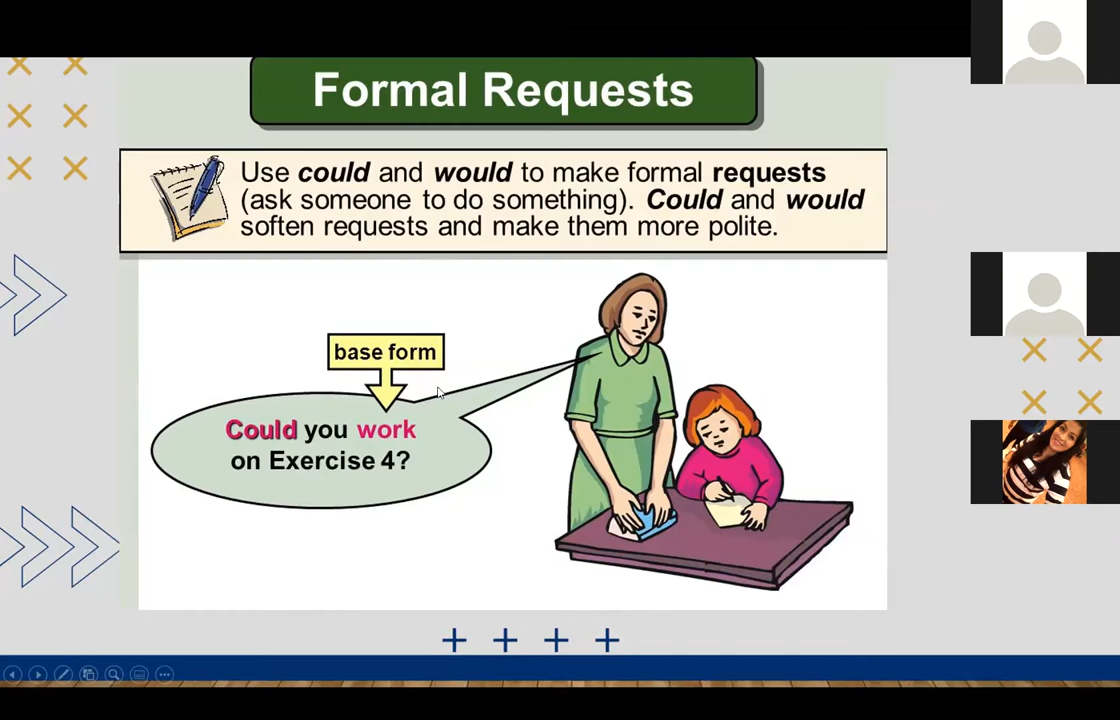 Formal Requests
Use could and would to make formal requests
(ask someone to do something). Could and would
soften requests and make them more polite.
base form
Could you work
on Exercise 4?